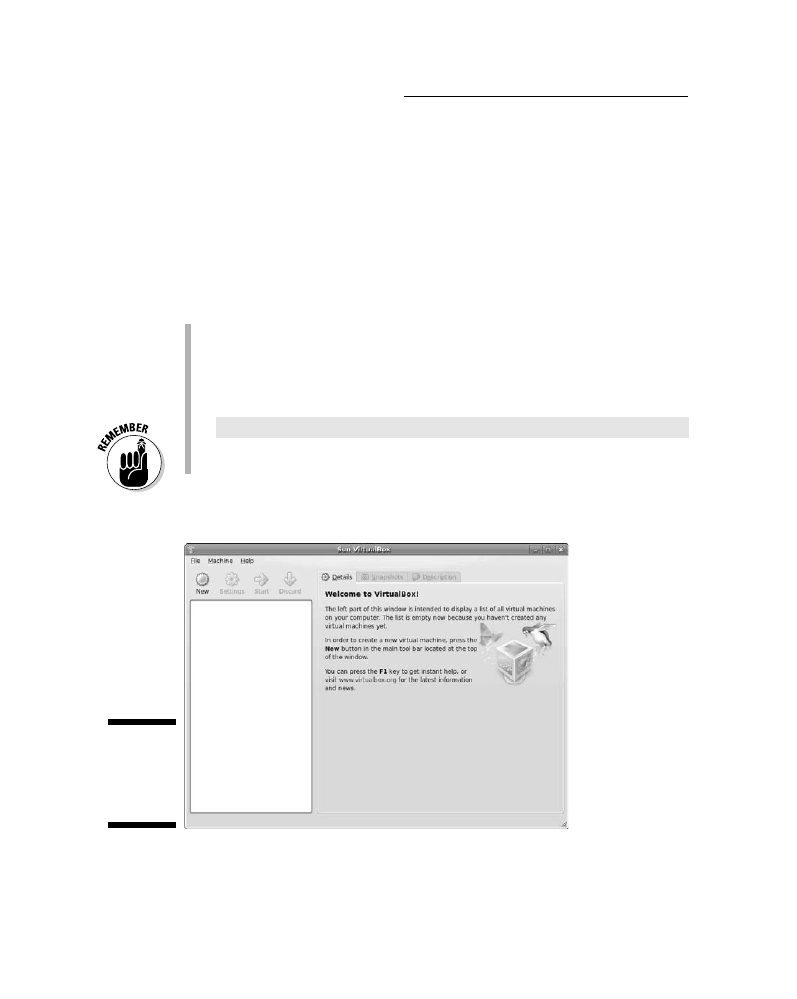 REMEMBER
Sun VirtualBox
File Machine Help
New Settings Start Discard
Details Snapshots Description
Welcome to VirtualBox!
The left part of this window is intended to display a list of all virtual machines
on your computer. The list is empty now because you haven't created any
virtual machines yet.
In order to create a new virtual machine, press the
New button in the main tool bar located at the top
of the window.
You can press the F1 key to get instant help, or
visit www.virtualbox.org for the latest information
and news.